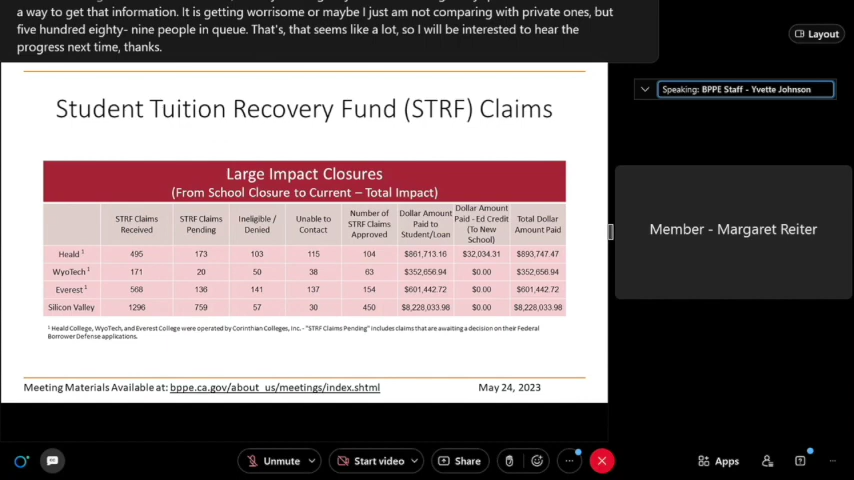 a way to get that information. It is getting worrisome or maybe I just am not comparing with private ones, but
five hundred eighty- nine people in queue. That's, that seems like a lot, so I will be interested to hear the
progress next time, thanks.
Layout
Speaking: BPPE Staff - Yvette Johnson
Student Tuition Recovery Fund (STRF) Claims
Large Impact Closures
(From School Closure to Current – Total Impact)
STRF Claims Received STRF Claims Pending Ineligible / Denied Unable to Contact Number of STRF Claims Approved Dollar Amount Paid to Student/Loan Dollar Amount Paid - Ed Credit (To New School) Total Dollar Amount Paid
Heald ¹ 495 173 103 115 104 $861,713.16 $32,034.31 $893,747.47
WyoTech ¹ 171 20 50 38 63 $352,656.94 $0.00 $352,656.94
Everest ¹ 568 136 141 137 154 $601,442.72 $0.00 $601,442.72
Silicon Valley 1296 759 57 30 450 $8,228,033.98 $0.00 $8,228,033.98
¹ Heald College, WyoTech, and Everest College were operated by Corinthian Colleges, Inc. - "STRF Claims Pending" includes claims that are awaiting a decision on their Federal
Borrower Defense applications.
Meeting Materials Available at: bppe.ca.gov/about_us/meetings/index.shtml May 24, 2023
Member - Margaret Reiter
Unmute Start video Share Apps